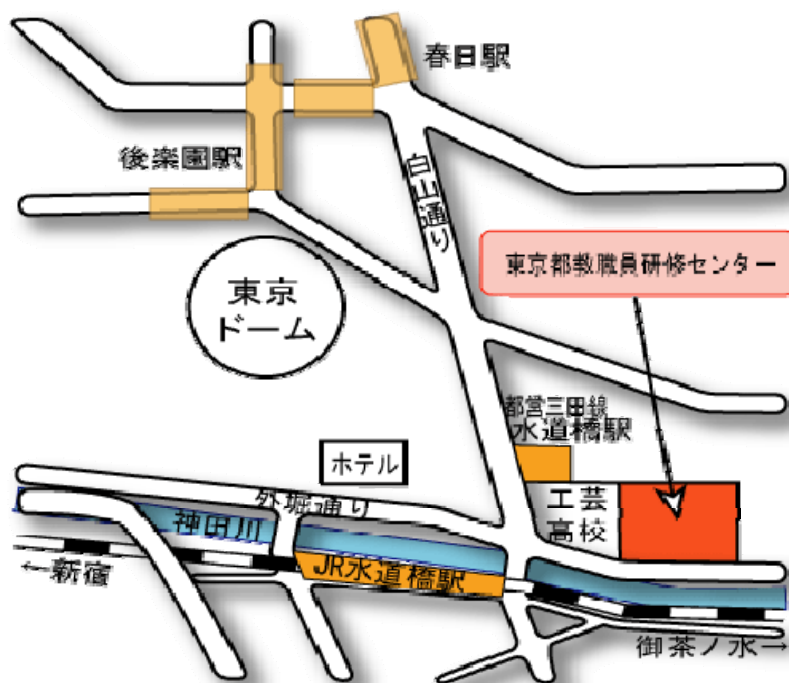 春日駅
後楽園駅
白山通り
東京都教職員研修センター
東京
ドーム
都営三田線
水道橋駅
ホテル
外堀通り
工芸
高校
神田川
JR水道橋駅
←新宿
御茶ノ水→